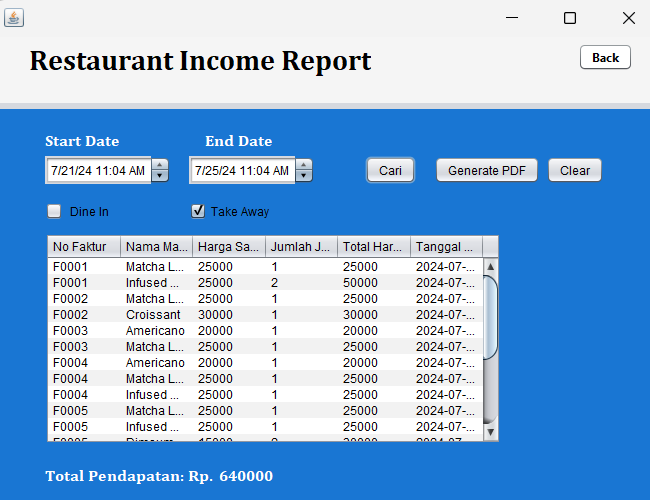 Restaurant Income Report
Back
Start Date End Date
7/21/24 11:04 AM 7/25/24 11:04 AM Cari Generate PDF Clear
Dine In Take Away
No Faktur Nama Ma... Harga Sa... Jumlah J... Total Har... Tanggal ...
F0001 Matcha L... 25000 1 25000 2024-07-...
F0001 Infused ... 25000 2 50000 2024-07-...
F0002 Matcha L... 25000 1 25000 2024-07-...
F0002 Croissant 30000 1 30000 2024-07-...
F0003 Americano 20000 1 20000 2024-07-...
F0003 Matcha L... 25000 1 25000 2024-07-...
F0004 Americano 20000 1 20000 2024-07-...
F0004 Matcha L... 25000 1 25000 2024-07-...
F0004 Infused ... 25000 1 25000 2024-07-...
F0005 Matcha L... 25000 1 25000 2024-07-...
F0005 Infused ... 25000 1 25000 2024-07-...
F0005 15000 2 30000 2024-07-...
Total Pendapatan: Rp. 640000